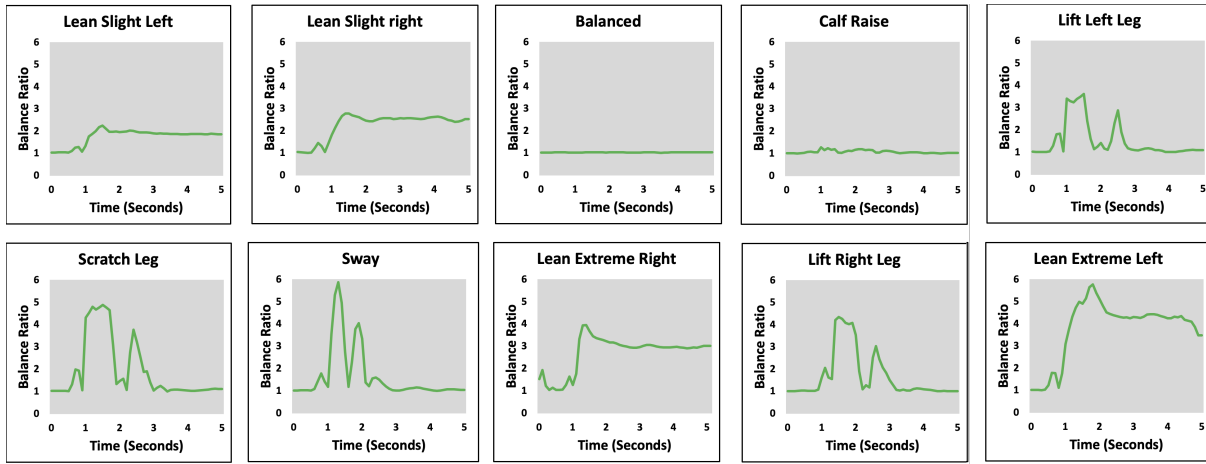 Lean Slight Left
Balance Ratio
6
5
4
3
2
1
0
0 1 2 3 4 5
Time (Seconds)
Lean Slight right
Balance Ratio
6
5
4
3
2
1
0
0 1 2 3 4 5
Time (Seconds)
Balanced
Balance Ratio
6
5
4
3
2
1
0
0 1 2 3 4 5
Time (Seconds)
Calf Raise
Balance Ratio
6
5
4
3
2
1
0
0 1 2 3 4 5
Time (Seconds)
Lift Left Leg
Balance Ratio
6
5
4
3
2
1
0
0 1 2 3 4 5
Time (Seconds)
Scratch Leg
Balance Ratio
6
5
4
3
2
1
0
0 1 2 3 4 5
Time (Seconds)
Sway
Balance Ratio
6
5
4
3
2
1
0
0 1 2 3 4 5
Time (Seconds)
Lean Extreme Right
Balance Ratio
6
5
4
3
2
1
0
0 1 2 3 4 5
Time (Seconds)
Lift Right Leg
Balance Ratio
6
5
4
3
2
1
0
0 1 2 3 4 5
Time (Seconds)
Lean Extreme Left
Balance Ratio
6
5
4
3
2
1
0
0 1 2 3 4 5
Time (Seconds)